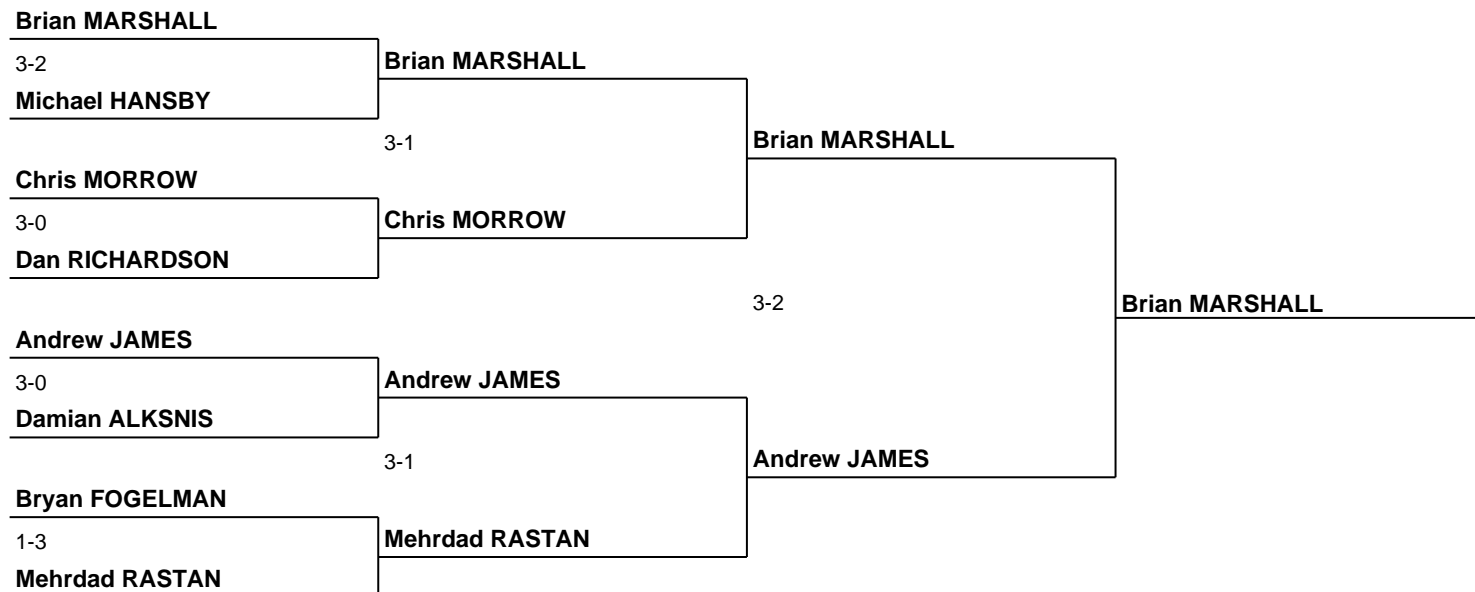 Brian MARSHALL
3-2
Brian MARSHALL
Michael HANSBY
3-1
Brian MARSHALL
Chris MORROW
3-0
Chris MORROW
Dan RICHARDSON
3-2
Brian MARSHALL
Andrew JAMES
3-0
Andrew JAMES
Damian ALKSNIS
3-1
Andrew JAMES
Bryan FOGELMAN
1-3
Mehrdad RASTAN
Mehrdad RASTAN